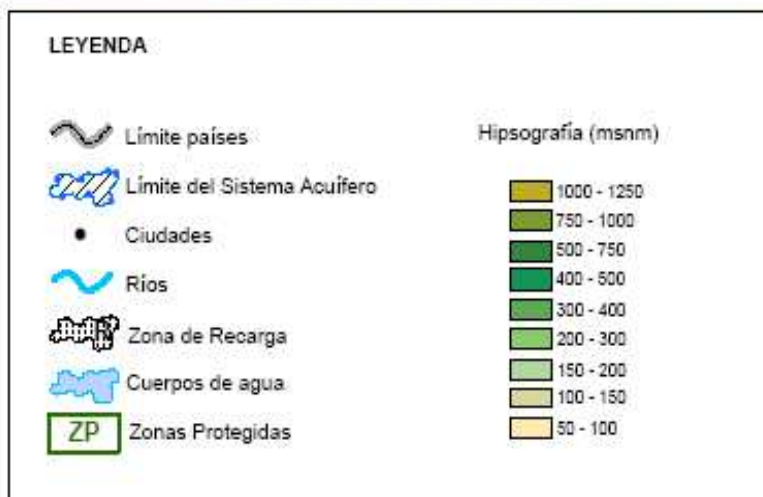 LEYENDA
Límite países
Límite del Sistema Acuífero
Ciudades
Ríos
Zona de Recarga
Cuerpos de agua
ZP Zonas Protegidas
Hipsografía (msnm)
1000 - 1250
750 - 1000
500 - 750
400 - 500
300 - 400
200 - 300
150 - 200
100 - 150
50 - 100